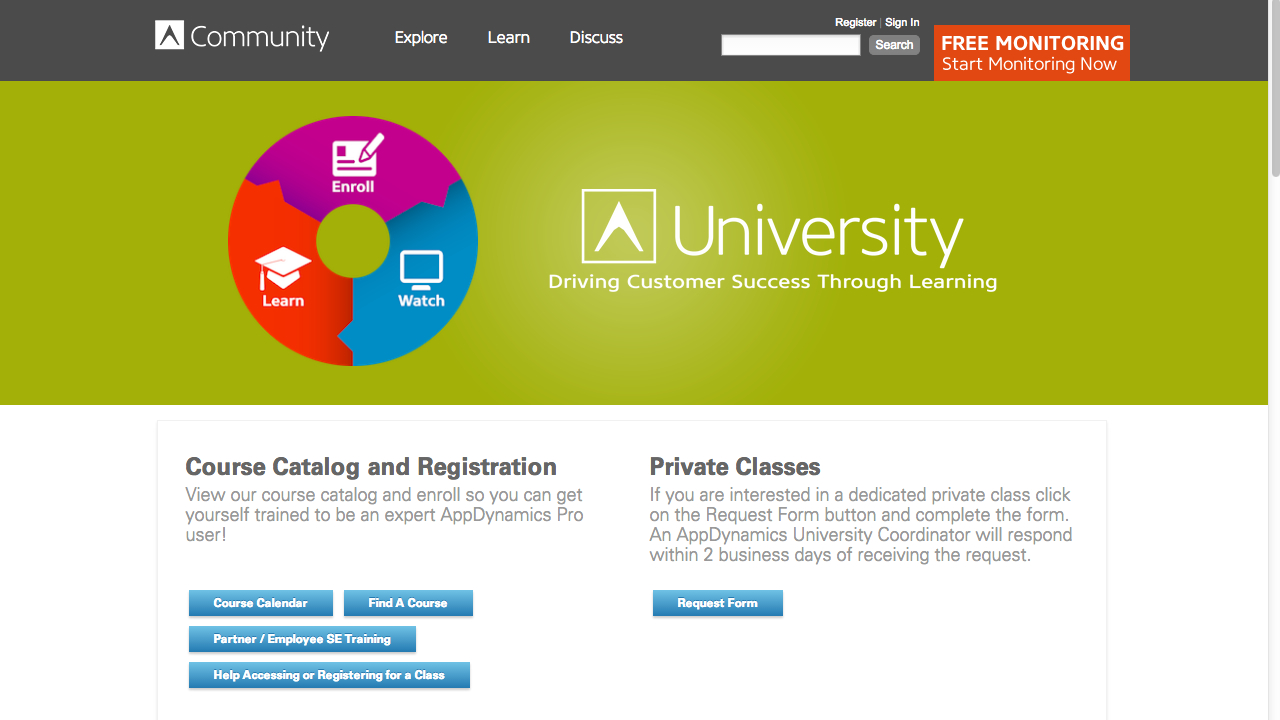 Community
Explore
Learn
Discuss
Register | Sign In
Search
FREE MONITORING
Start Monitoring Now
Enroll
Learn
Watch
University
Driving Customer Success Through Learning
Course Catalog and Registration
View our course catalog and enroll so you can get
yourself trained to be an expert AppDynamics Pro
user!
Course Calendar
Find A Course
Partner / Employee SE Training
Help Accessing or Registering for a Class
Private Classes
If you are interested in a dedicated private class click
on the Request Form button and complete the form.
An AppDynamics University Coordinator will respond
within 2 business days of receiving the request.
Request Form